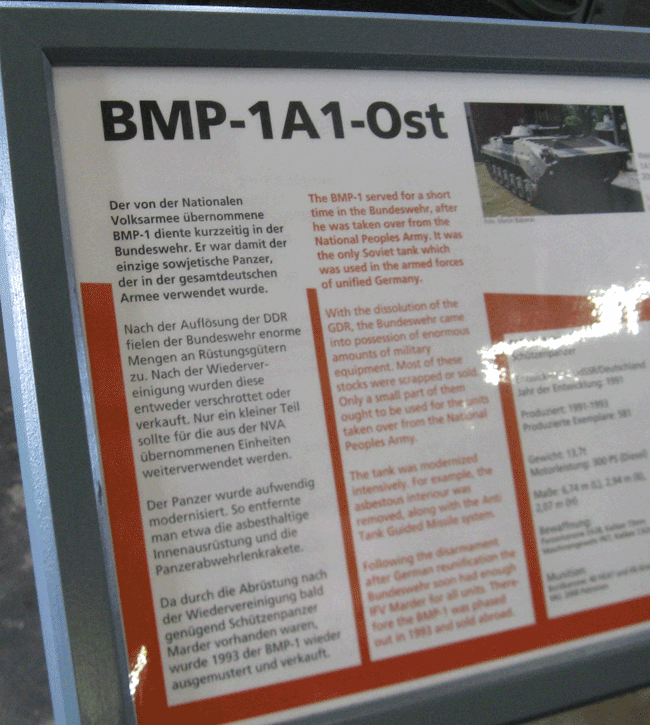 BMP-1A1-Ost
Der von der Nationalen
Volksarmee übernommene
BMP-1 diente kurzzeitig in der
Bundeswehr. Er war damit der
einzige sowjetische Panzer,
der in der gesamtdeutschen
Armee verwendet wurde.
Nach der Auflösung der DDR
fielen der Bundeswehr enorme
Mengen an Rüstungsgütern
zu. Nach der Wiederver-
einigung wurden diese
entweder verschrottet oder
verkauft. Nur ein kleiner Teil
sollte für die aus der NVA
übernommenen Einheiten
weiterverwendet werden.
Der Panzer wurde aufwendig
modernisiert. So entfernte
man etwa die asbesthaltige
Innenausrüstung und die
Panzerabwehrlenkrakete.
Da durch die Abrüstung nach
der Wiedervereinigung bald
genügend Schützenpanzer
Marder vorhanden waren,
wurde 1993 der BMP-1 wieder
ausgemustert und verkauft.
The BMP-1 served for a short
time in the Bundeswehr, after
he was taken over from the
National Peoples Army. It was
the only Soviet tank which
was used in the armed forces
of unified Germany.
With the dissolution of the
GDR, the Bundeswehr came
into possession of enormous
amounts of military
equipment. Most of these
stocks were scrapped or sold.
Only a small part of them
ought to be used for the units
taken over from the National
Peoples Army.
The tank was modernized
intensively. For example, the
asbestous interiour was
removed, along with the Anti
Tank Guided Missile system.
Following the disarmament
after German reunification the
Bundeswehr soon had enough
IFV Marder for all units. There-
fore the BMP-1 was phased
out in 1993 and sold abroad.
Schützenpanzer
Jahr der Entwicklung: 1991
Produziert: 1991-1993
Produzierte Exemplare: 581
Gewicht: 13,7t
Motorleistung: 300 PS (Diesel)
Maße: 6,74 m (L), 2,94 m (B),
2,07 m (H)
Bewaffnung:
Munition: